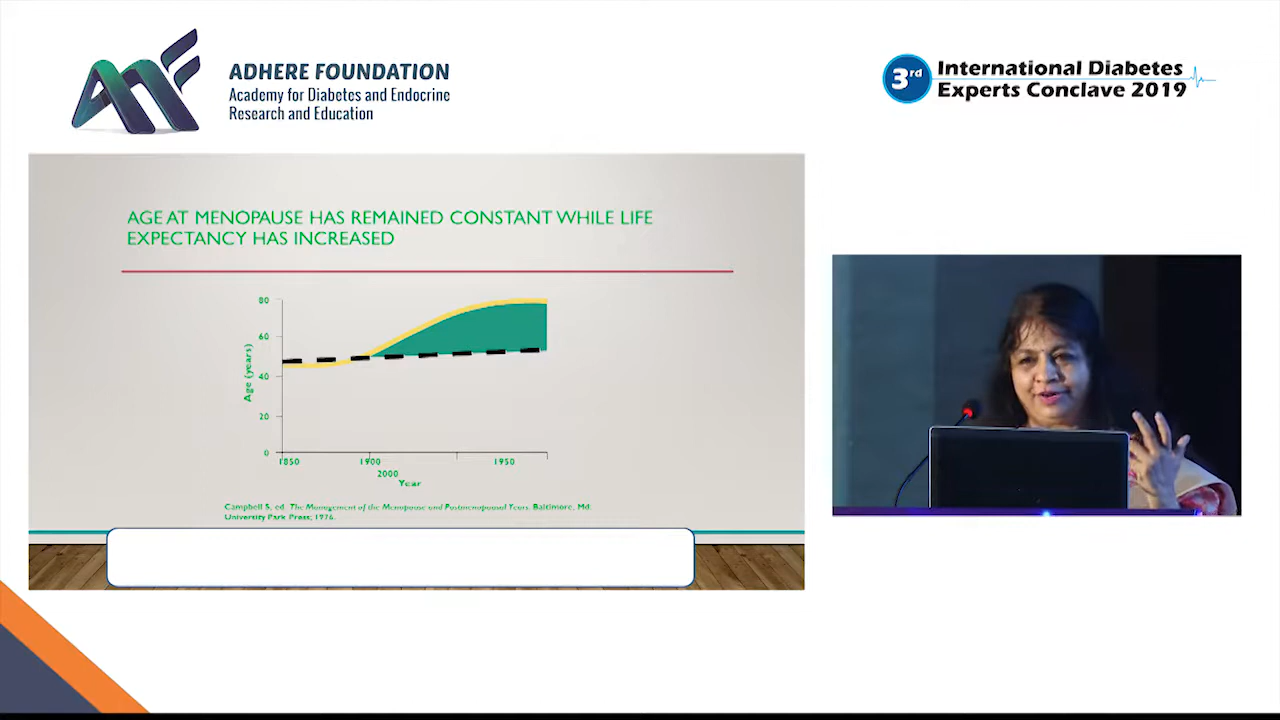 ADHERE FOUNDATION
Academy for Diabetes and Endocrine
Research and Education
3rd
International Diabetes
Experts Conclave 2019
AGE AT MENOPAUSE HAS REMAINED CONSTANT WHILE LIFE
EXPECTANCY HAS INCREASED
80
60
40
20
0
Age (years)
1850
1900
1950
2000
Year
Campbell S, ed. The Management of the Menopause and Postmenopausal Years. Baltimore, Md:
University Park Press; 1976.